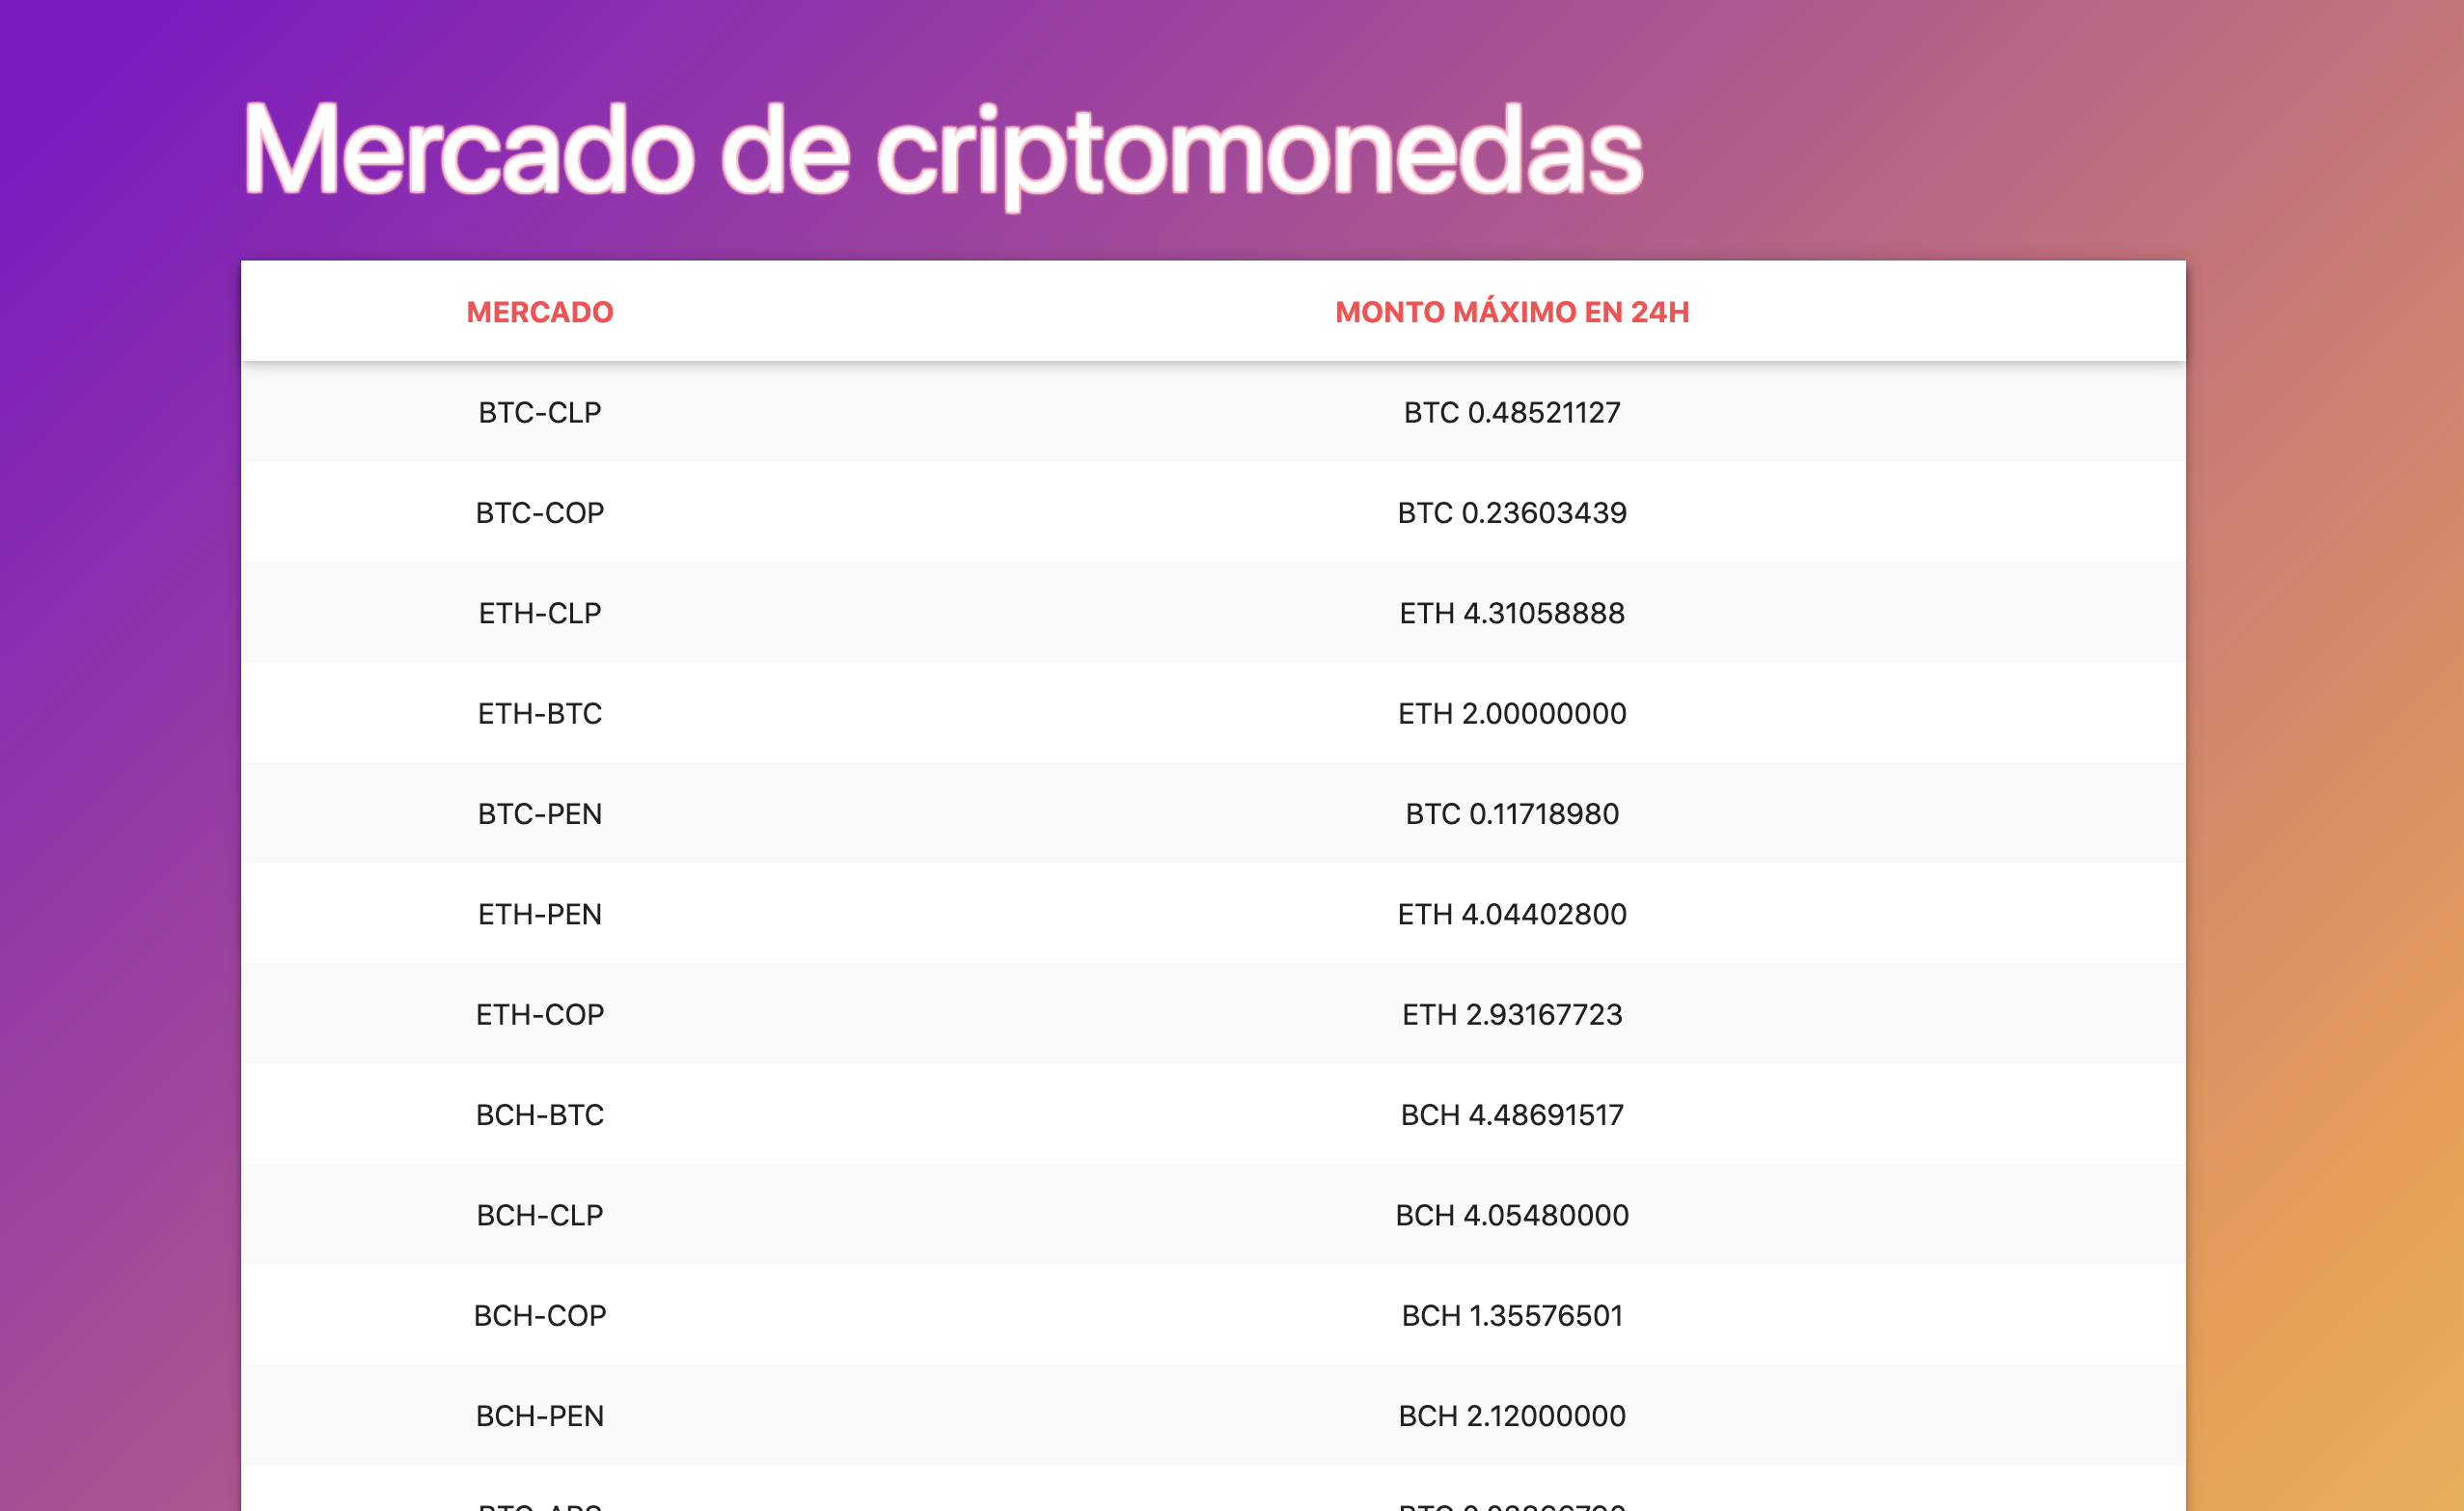 Mercado de criptomonedas
MERCADO MONTO MÁXIMO EN 24H
BTC-CLP BTC 0.48521127
BTC-COP BTC 0.23603439
ETH-CLP ETH 4.31058888
ETH-BTC ETH 2.00000000
BTC-PEN BTC 0.11718980
ETH-PEN ETH 4.04402800
ETH-COP ETH 2.93167723
BCH-BTC BCH 4.48691517
BCH-CLP BCH 4.05480000
BCH-COP BCH 1.35576501
BCH-PEN BCH 2.12000000